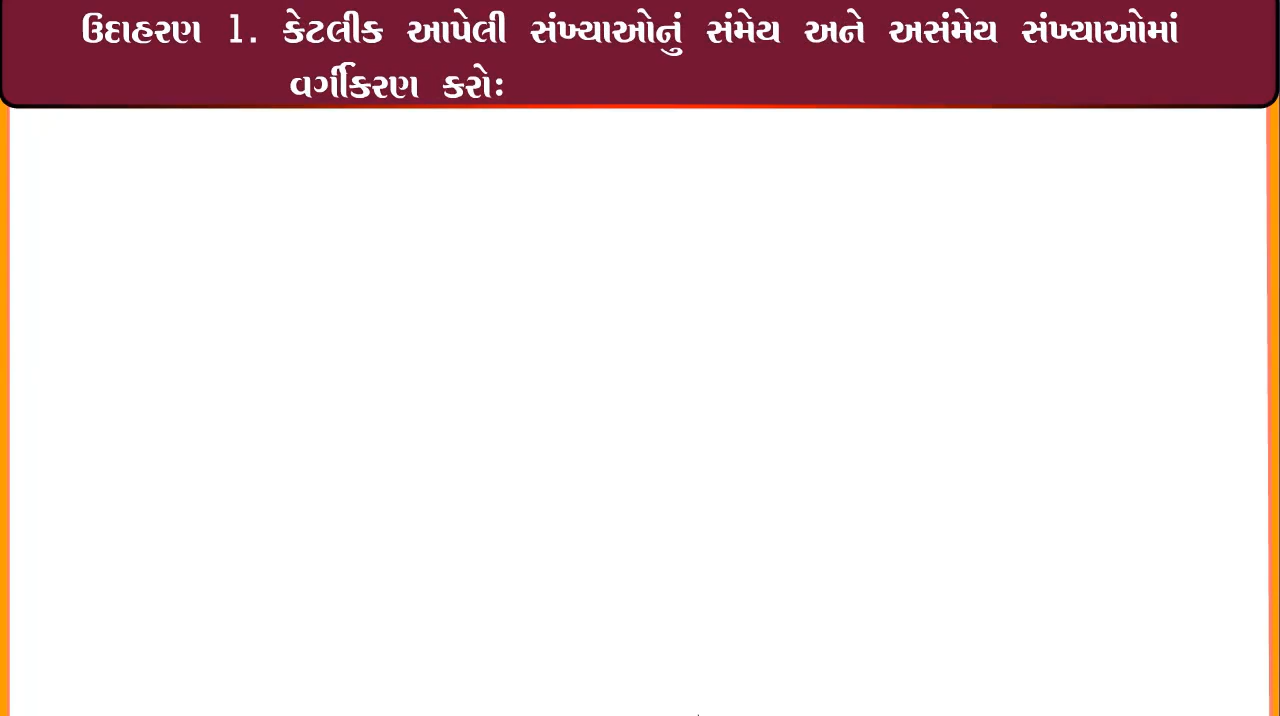 ઉદાહરણ 1. કેટલીક આપેલી સંખ્યાઓનું સંમેય અને અસંમેય સંખ્યાઓમાં
વર્ગીકરણ કરોઃ